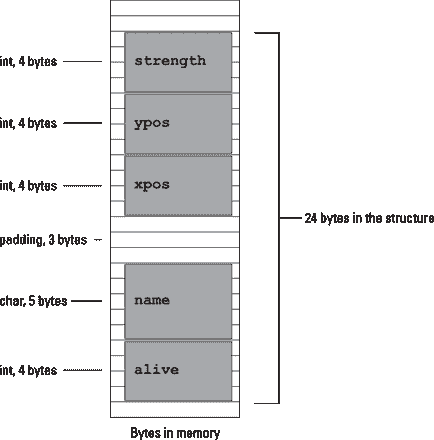 int, 4 bytes
strength
int, 4 bytes
ypos
int, 4 bytes
xpos
24 bytes in the structure
padding, 3 bytes
char, 5 bytes
name
int, 4 bytes
alive
Bytes in memory